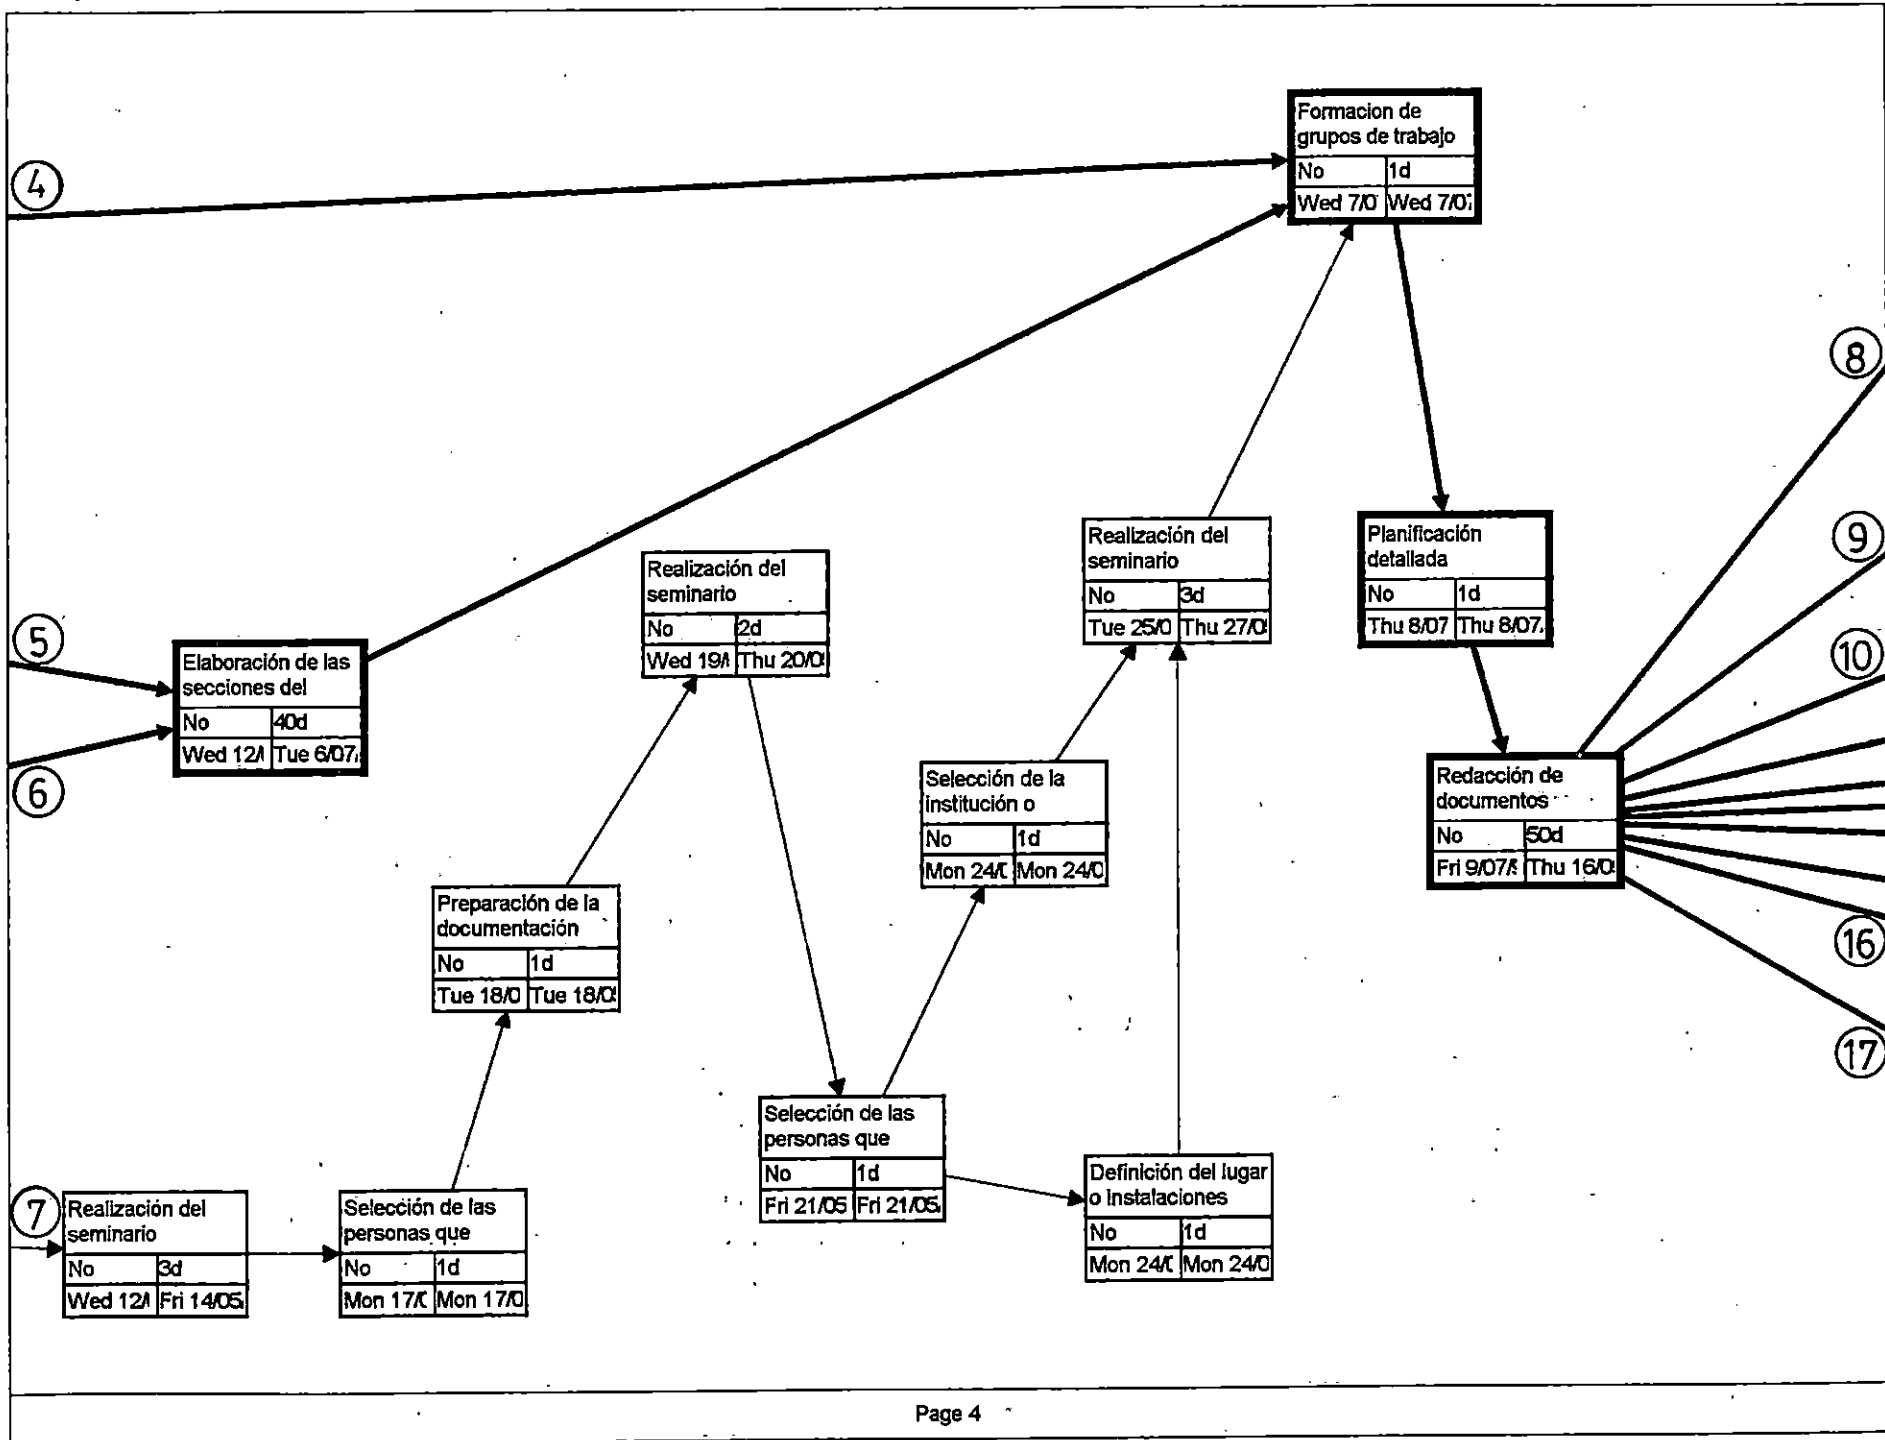 Formacion de
grupos de trabajo
No 1d
Wed 7/0 Wed 7/07
4
8
9
10
16
17
5
6
7
Elaboración de las
secciones del
No 40d
Wed 12/ Tue 6/07/
Realización del
seminario
No 2d
Wed 19/ Thu 20/0
Realización del
seminario
No 3d
Tue 25/0 Thu 27/0
Planificación
detallada
No 1d
Thu 8/07 Thu 8/07/
Selección de la
institución o
No 1d
Mon 24/ Mon 24/0
Redacción de
documentos
No 50d
Fri 9/07/ Thu 16/0
Preparación de la
documentación
No 1d
Tue 18/0 Tue 18/0
Selección de las
personas que
No 1d
Fri 21/05 Fri 21/05/
Definición del lugar
o instalaciones
No 1d
Mon 24/ Mon 24/0
Realización del
seminario
No 3d
Wed 12/ Fri 14/05/
Selección de las
personas que
No 1d
Mon 17/ Mon 17/0
Page 4